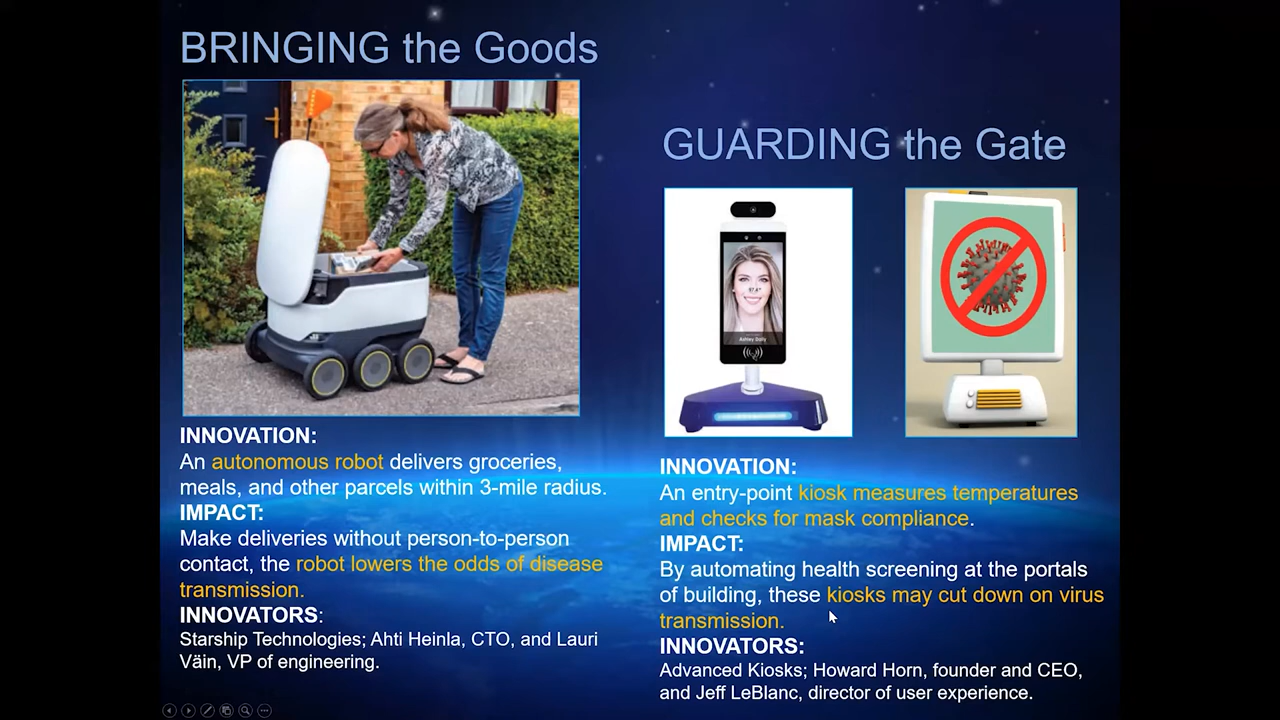 BRINGING the Goods
INNOVATION:
An autonomous robot delivers groceries,
meals, and other parcels within 3-mile radius.
IMPACT:
Make deliveries without person-to-person
contact, the robot lowers the odds of disease
transmission.
INNOVATORS:
Starship Technologies; Ahti Heinla, CTO, and Lauri
Väin, VP of engineering.
GUARDING the Gate
Ashley Dully
INNOVATION:
An entry-point kiosk measures temperatures
and checks for mask compliance.
IMPACT:
By automating health screening at the portals
of building, these kiosks may cut down on virus
transmission.
INNOVATORS:
Advanced Kiosks; Howard Horn, founder and CEO,
and Jeff LeBlanc, director of user experience.